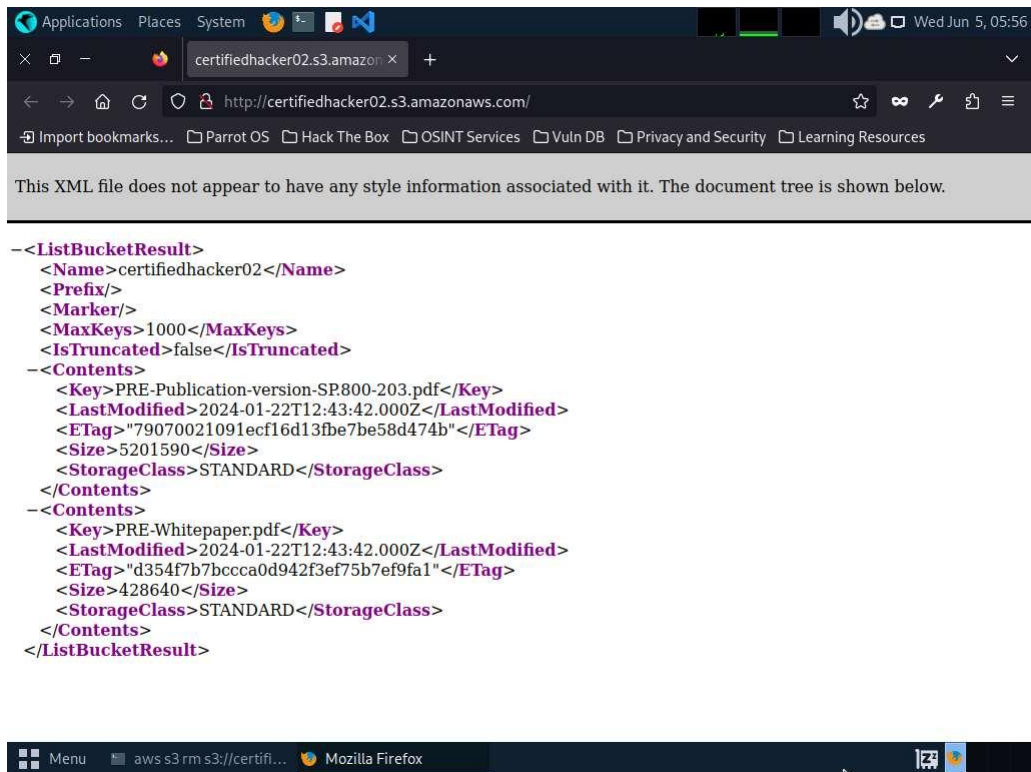 Applications Places System Wed Jun 5, 05:56
certifiedhacker02.s3.amazon
http://certifiedhacker02.s3.amazonaws.com/
Import bookmarks... Parrot OS Hack The Box OSINT Services Vuln DB Privacy and Security Learning Resources
This XML file does not appear to have any style information associated with it. The document tree is shown below.
−<ListBucketResult>
<Name>certifiedhacker02</Name>
<Prefix/>
<Marker/>
<MaxKeys>1000</MaxKeys>
<IsTruncated>false</IsTruncated>
−<Contents>
<Key>PRE-Publication-version-SP.800-203.pdf</Key>
<LastModified>2024-01-22T12:43:42.000Z</LastModified>
<ETag>"79070021091ecf16d13fbe7be58d474b"</ETag>
<Size>5201590</Size>
<StorageClass>STANDARD</StorageClass>
</Contents>
−<Contents>
<Key>PRE-Whitepaper.pdf</Key>
<LastModified>2024-01-22T12:43:42.000Z</LastModified>
<ETag>"d354f7b7bccca0d942f3ef75b7ef9fa1"</ETag>
<Size>428640</Size>
<StorageClass>STANDARD</StorageClass>
</Contents>
</ListBucketResult>
Menu aws s3 rm s3://certifi... Mozilla Firefox